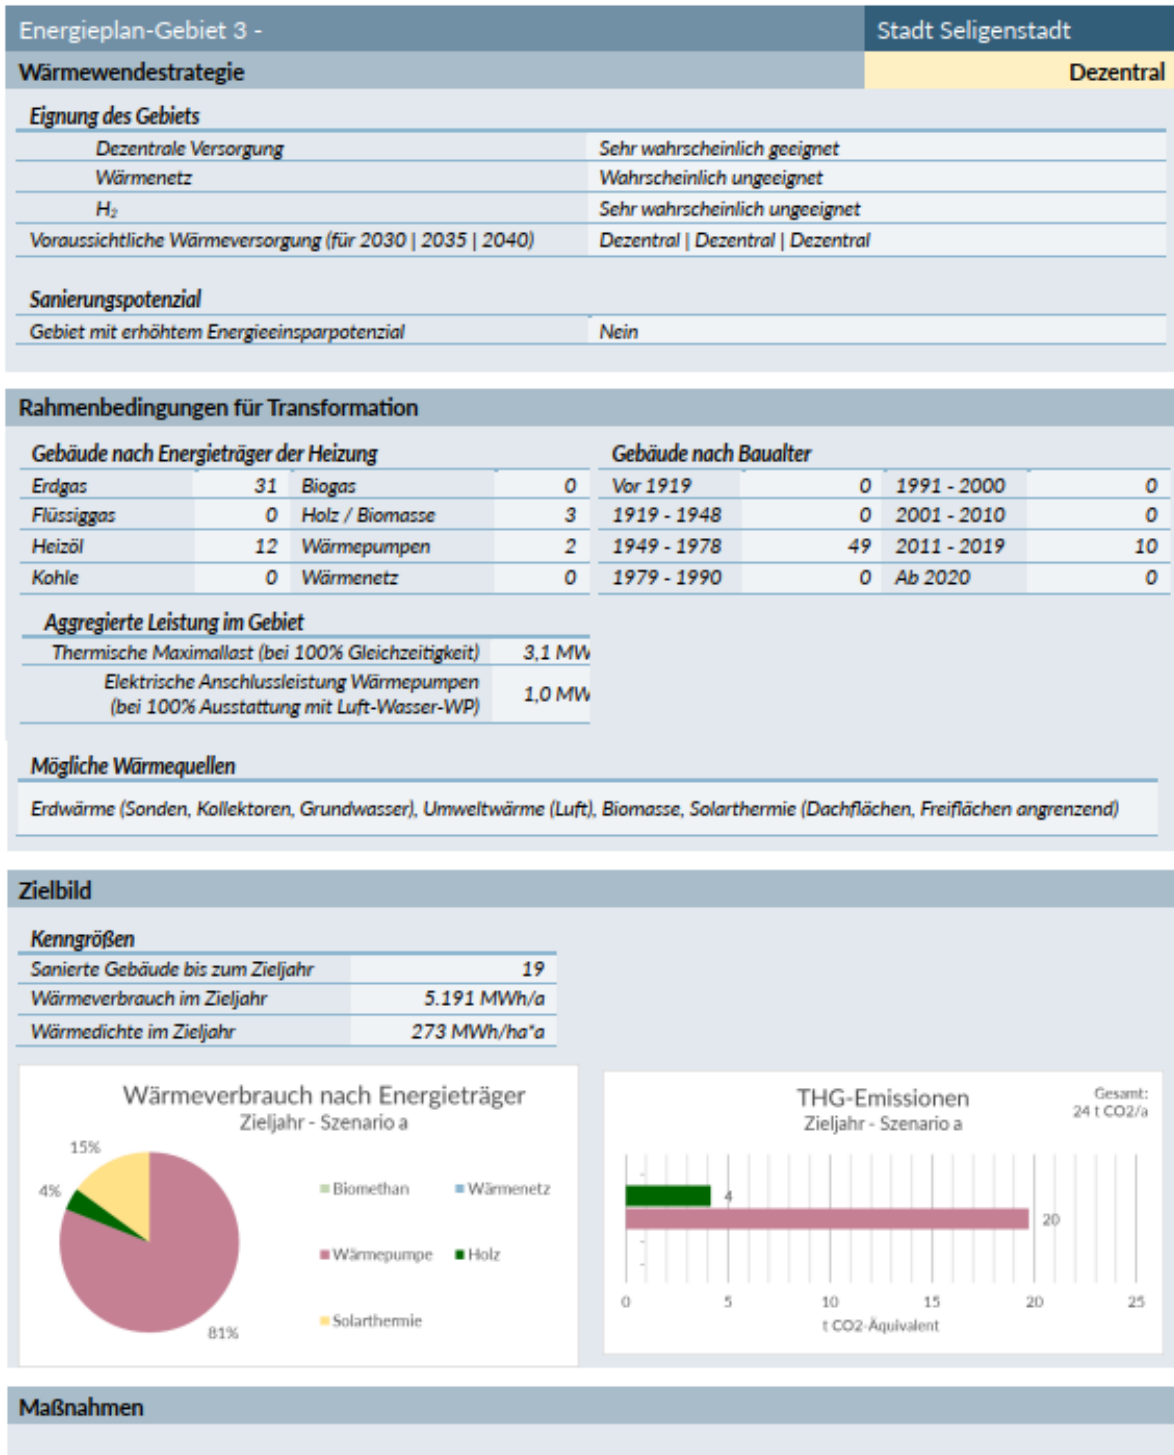 Energieplan-Gebiet 3 - Stadt Seligenstadt
Wärmewendestrategie Dezentral
Eignung des Gebiets
Dezentrale Versorgung Sehr wahrscheinlich geeignet
Wärmenetz Wahrscheinlich ungeeignet
H₂ Sehr wahrscheinlich ungeeignet
Voraussichtliche Wärmeversorgung (für 2030 | 2035 | 2040) Dezentral | Dezentral | Dezentral
Sanierungspotenzial
Gebiet mit erhöhtem Energieeinsparpotenzial Nein
Rahmenbedingungen für Transformation
Gebäude nach Energieträger der Heizung Gebäude nach Baualter
Erdgas 31 Biogas 0 Vor 1919 0 1991 - 2000 0
Flüssiggas 0 Holz / Biomasse 3 1919 - 1948 0 2001 - 2010 0
Heizöl 12 Wärmepumpen 2 1949 - 1978 49 2011 - 2019 10
Kohle 0 Wärmenetz 0 1979 - 1990 0 Ab 2020 0
Aggregierte Leistung im Gebiet
Thermische Maximallast (bei 100% Gleichzeitigkeit) 3,1 MW
Elektrische Anschlussleistung Wärmepumpen
(bei 100% Ausstattung mit Luft-Wasser-WP) 1,0 MW
Mögliche Wärmequellen
Erdwärme (Sonden, Kollektoren, Grundwasser), Umweltwärme (Luft), Biomasse, Solarthermie (Dachflächen, Freiflächen angrenzend)
Zielbild
Kenngrößen
Sanierte Gebäude bis zum Zieljahr 19
Wärmeverbrauch im Zieljahr 5.191 MWh/a
Wärmedichte im Zieljahr 273 MWh/ha*a
Wärmeverbrauch nach Energieträger
Zieljahr - Szenario a
15%
4%
81%
Biomethan Wärmenetz
Wärmepumpe Holz
Solarthermie
THG-Emissionen
Zieljahr - Szenario a
Gesamt:
24 t CO2/a
4
20
0 5 10 15 20 25
t CO2-Äquivalent
Maßnahmen